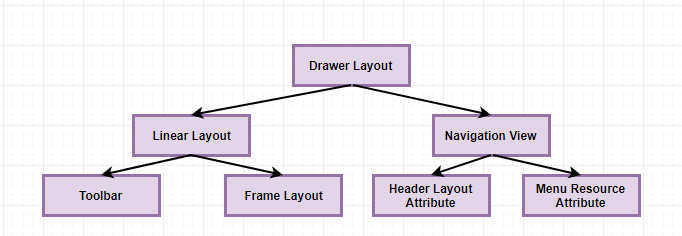 Drawer Layout
Linear Layout
Navigation View
Toolbar
Frame Layout
Header Layout
Attribute
Menu Resource
Attribute